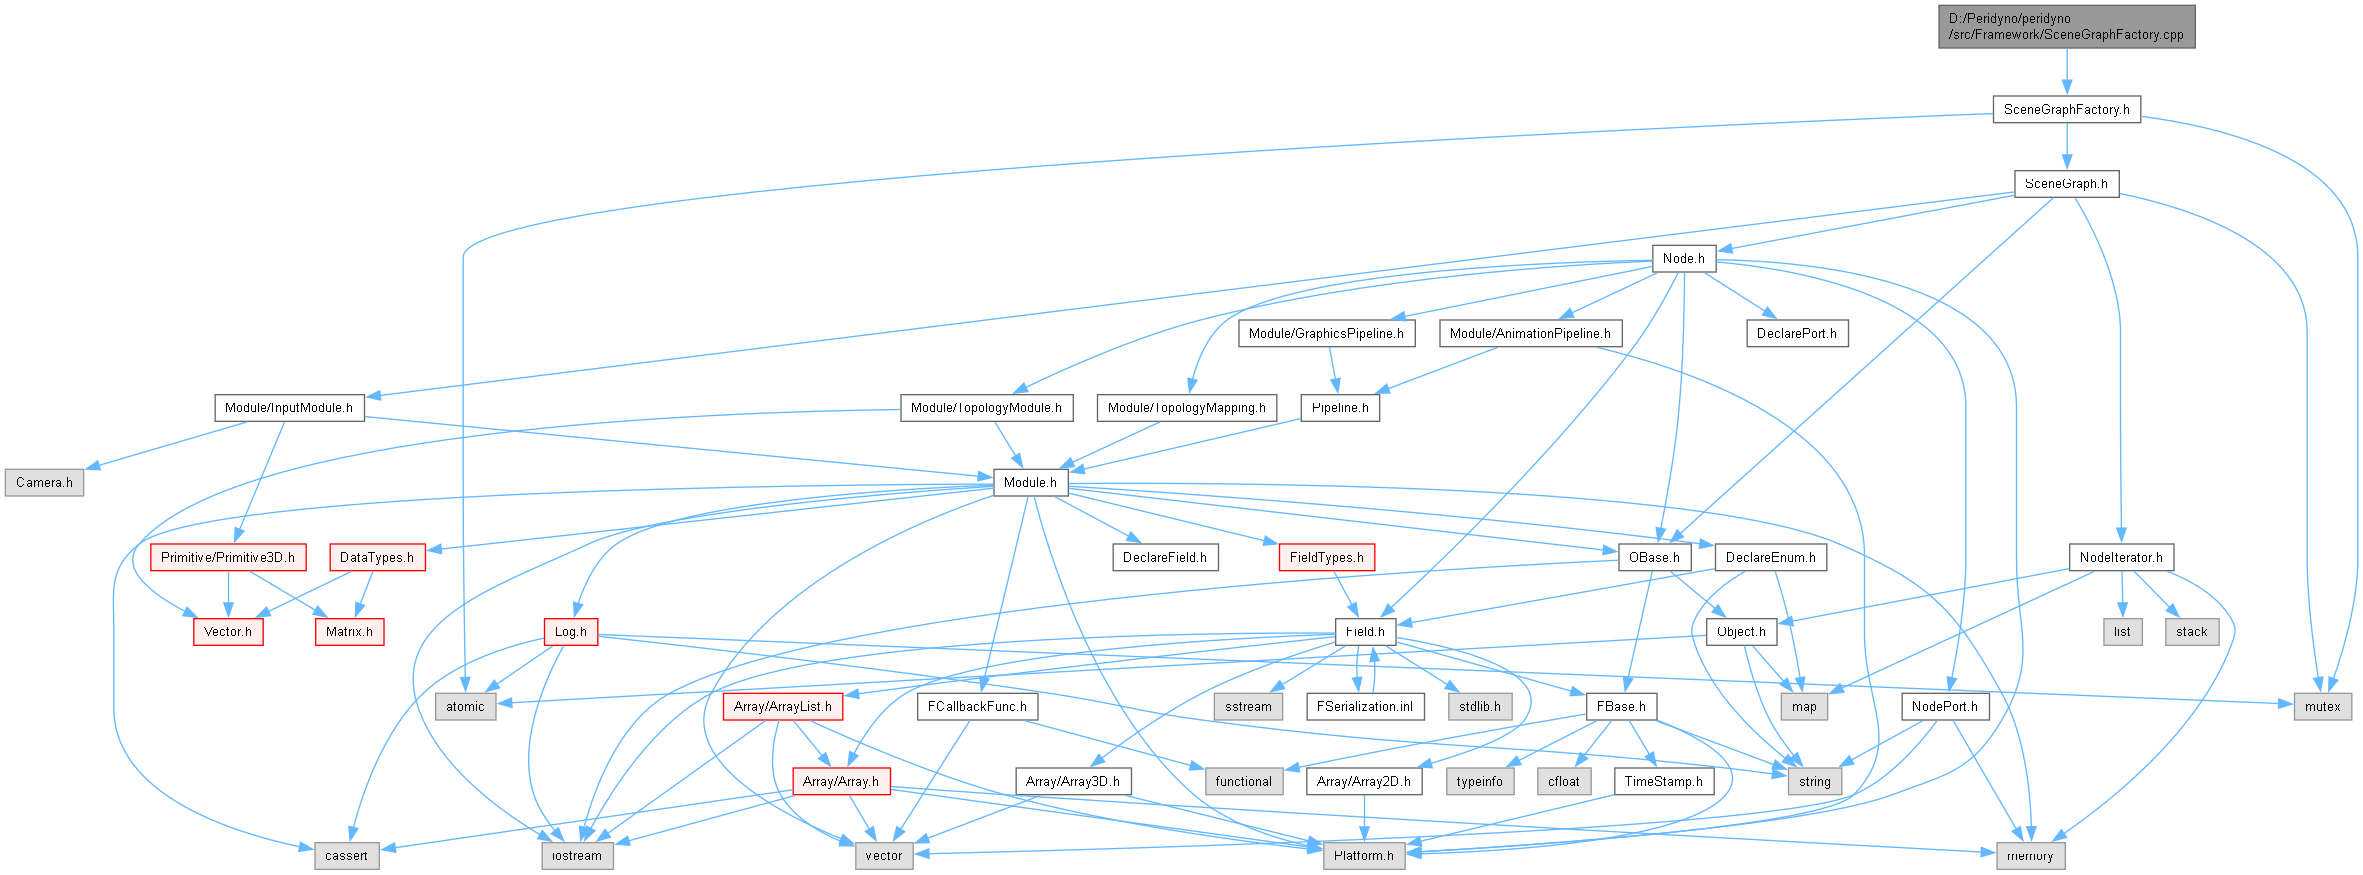 D:/Peridyno/peridyno
/src/Framework/SceneGraphFactory.cpp
SceneGraphFactory.h
SceneGraph.h
Node.h
Module/GraphicsPipeline.h
Module/AnimationPipeline.h
DeclarePort.h
Module/InputModule.h
Module/TopologyModule.h
Module/TopologyMapping.h
Pipeline.h
Camera.h
Module.h
Primitive/Primitive3D.h
DataTypes.h
DeclareField.h
FieldTypes.h
OBase.h
DeclareEnum.h
NodeIterator.h
Vector.h
Matrix.h
Log.h
Field.h
Object.h
list
stack
atomic
Array/ArrayList.h
FCallbackFunc.h
sstream
FSerialization.inl
stdlib.h
FBase.h
map
NodePort.h
mutex
Array/Array.h
Array/Array3D.h
functional
Array/Array2D.h
typeinfo
cfloat
TimeStamp.h
string
cassert
iostream
vector
Platform.h
memory